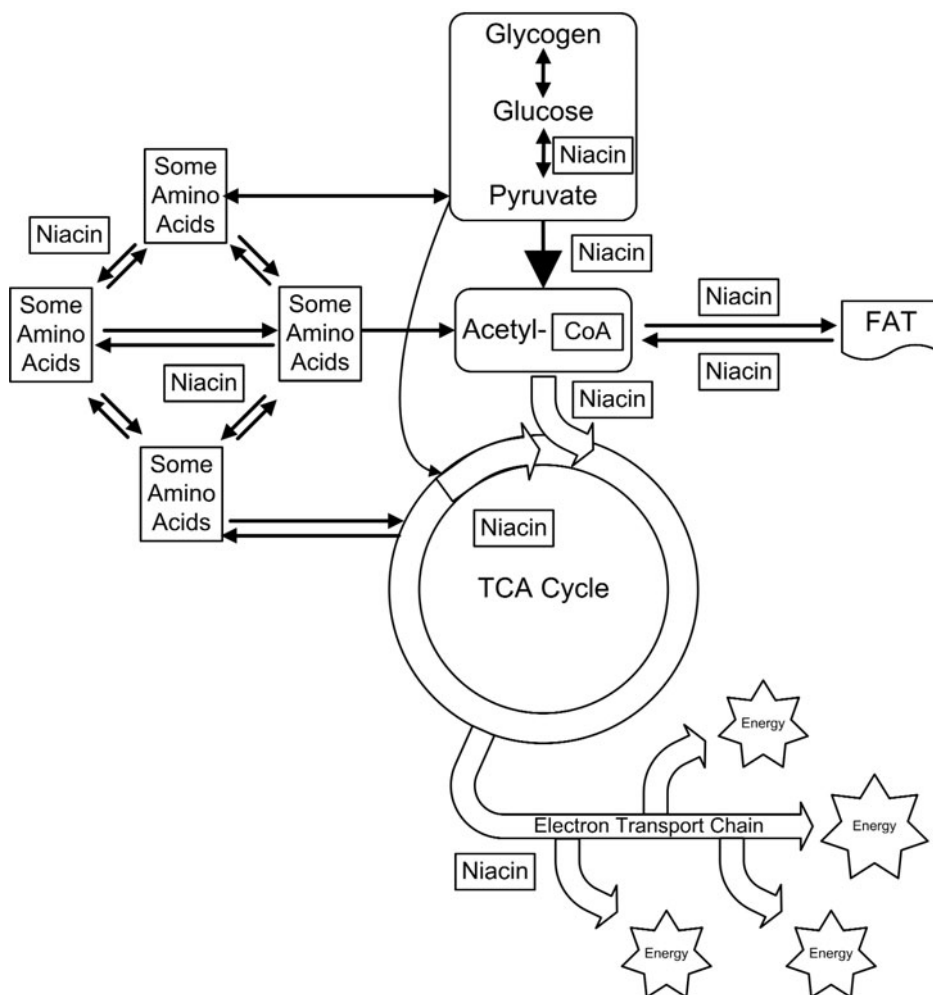 Glycogen
Glucose
Niacin
Pyruvate
Some
Amino
Acids
Niacin
Niacin
Some
Amino
Acids
Some
Amino
Acids
Niacin
Acetyl- CoA
Niacin
Niacin
FAT
Niacin
Some
Amino
Acids
Niacin
TCA Cycle
Energy
Electron Transport Chain
Energy
Niacin
Energy
Energy